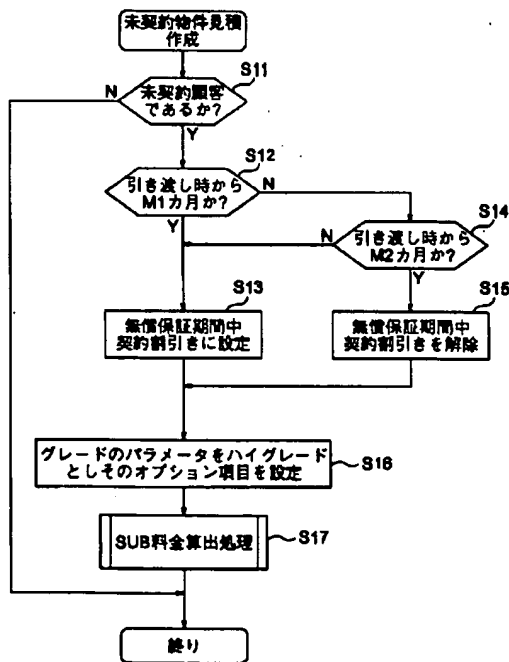 未契約物件見積
作成
S11
N
未契約顧客
であるか?
Y
S12
引き渡し時から
M1カ月か?
N
Y
S14
N
引き渡し時から
M2カ月か?
Y
S13
無償保証期間中
契約割引きに設定
S15
無償保証期間中
契約割引きを解除
グレードのパラメータをハイグレード
としそのオプション項目を設定
S16
SUB料金算出処理
S17
終り